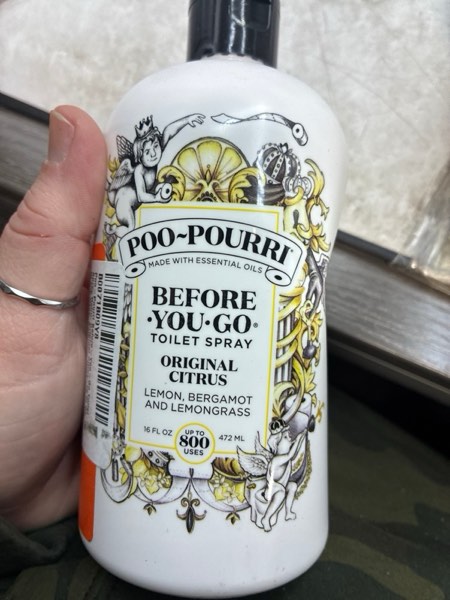 POO~POURRI
MADE WITH ESSENTIAL OILS
BEFORE
·YOU·GO®
TOILET SPRAY
ORIGINAL
CITRUS
LEMON, BERGAMOT
AND LEMONGRASS
16 FL OZ
UP TO
800
USES
472 ML